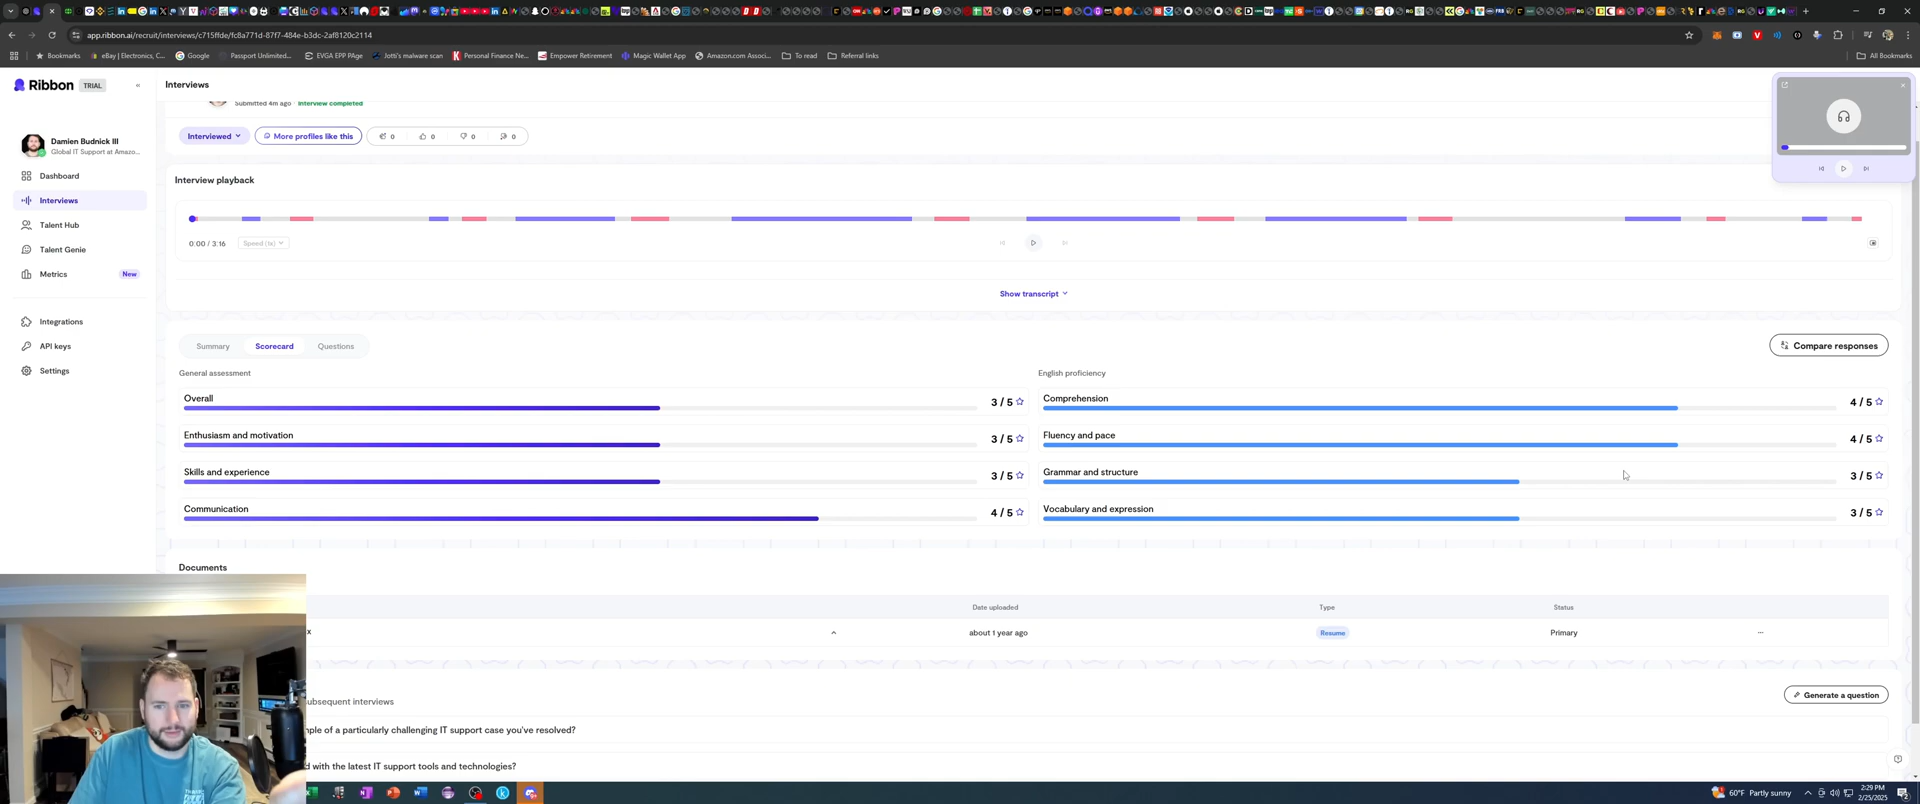 app.ribbon.ai/recruit/interviews/c715ffde/fc8a771d-87f7-484e-b3dc-2af8120c2114
Bookmarks
eBay | Electronics, C...
Google
Passport Unlimited...
EVGA EPP PAge
Jotti's malware scan
Personal Finance Ne...
Empower Retirement
Magic Wallet App
Amazon.com Associ...
To read
Referral links
All Bookmarks
Ribbon TRIAL
Interviews
Submitted 4m ago · Interview completed
Damien Budnick III
Global IT Support at Amazo...
Interviewed
More profiles like this
0 0 0 0
Dashboard
Interviews
Talent Hub
Talent Genie
Metrics New
Integrations
API keys
Settings
Interview playback
0:00 / 3:16 Speed (1x)
Show transcript
Summary Scorecard Questions
Compare responses
General assessment
Overall 3 / 5
Enthusiasm and motivation 3 / 5
Skills and experience 3 / 5
Communication 4 / 5
English proficiency
Comprehension 4 / 5
Fluency and pace 4 / 5
Grammar and structure 3 / 5
Vocabulary and expression 3 / 5
Documents
Date uploaded Type Status
x about 1 year ago Resume Primary ...
subsequent interviews
Generate a question
mple of a particularly challenging IT support case you've resolved?
d with the latest IT support tools and technologies?
60°F Partly sunny
2:29 PM
2/25/2025